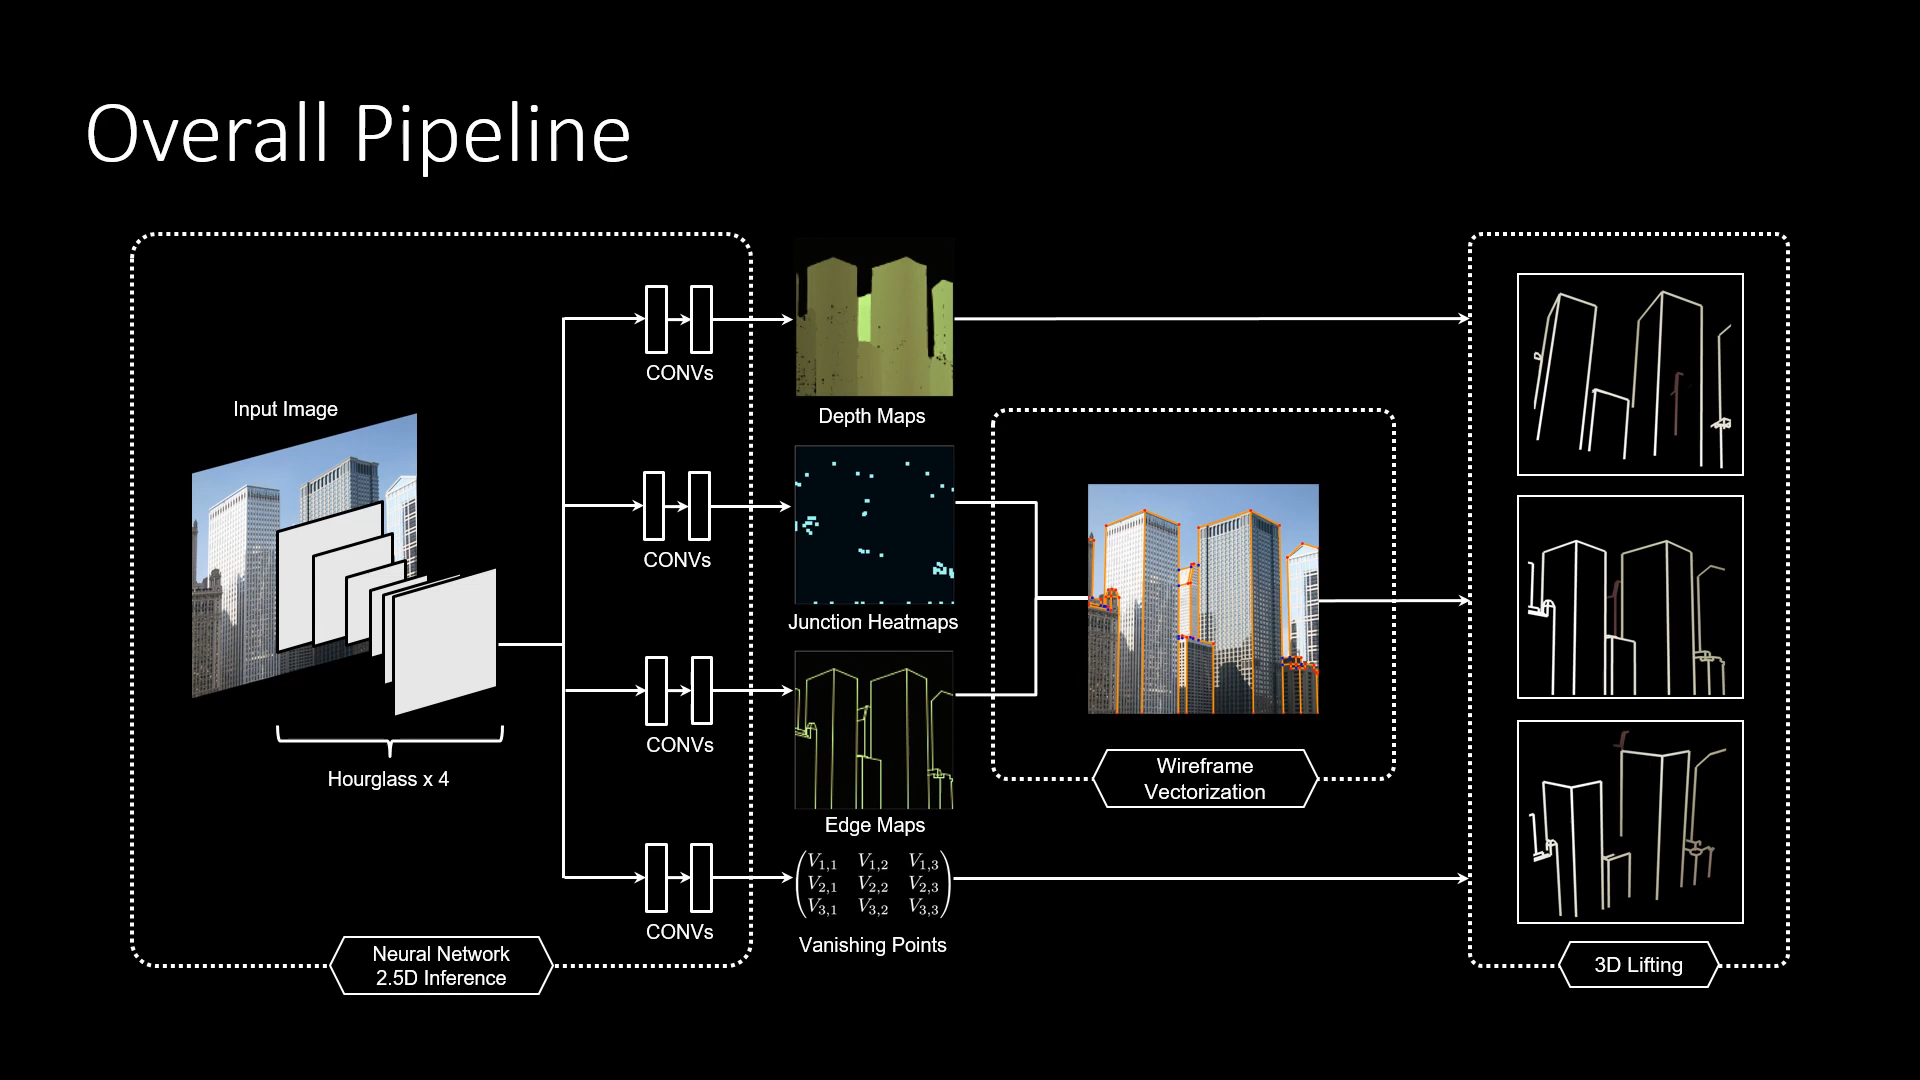 Overall Pipeline
Input Image
Hourglass x 4
CONVs
CONVs
CONVs
CONVs
Neural Network
2.5D Inference
Depth Maps
Junction Heatmaps
Edge Maps
V1,1 V1,2 V1,3
V2,1 V2,2 V2,3
V3,1 V3,2 V3,3
Vanishing Points
Wireframe
Vectorization
3D Lifting